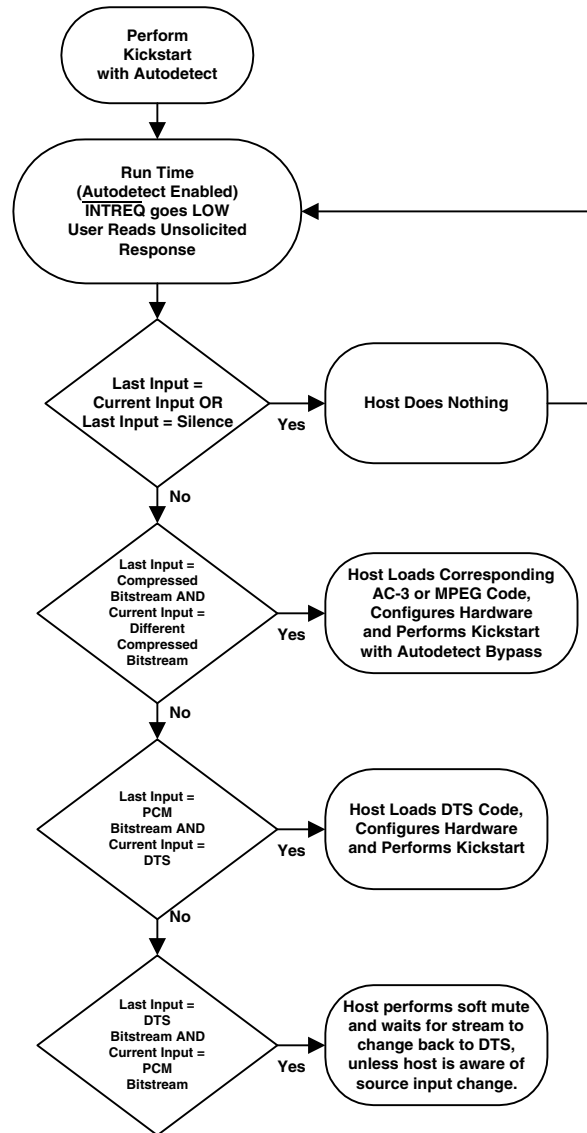 Perform
Kickstart
with Autodetect
Run Time
(Autodetect Enabled)
INTREQ goes LOW
User Reads Unsolicited
Response
Last Input =
Current Input OR
Last Input = Silence
Yes
Host Does Nothing
No
Last Input =
Compressed
Bitstream AND
Current Input =
Different
Compressed
Bitstream
Yes
Host Loads Corresponding
AC-3 or MPEG Code,
Configures Hardware
and Performs Kickstart
with Autodetect Bypass
No
Last Input =
PCM
Bitstream AND
Current Input =
DTS
Yes
Host Loads DTS Code,
Configures Hardware
and Performs Kickstart
No
Last Input =
DTS
Bitstream AND
Current Input =
PCM
Bitstream
Yes
Host performs soft mute
and waits for stream to
change back to DTS,
unless host is aware of
source input change.